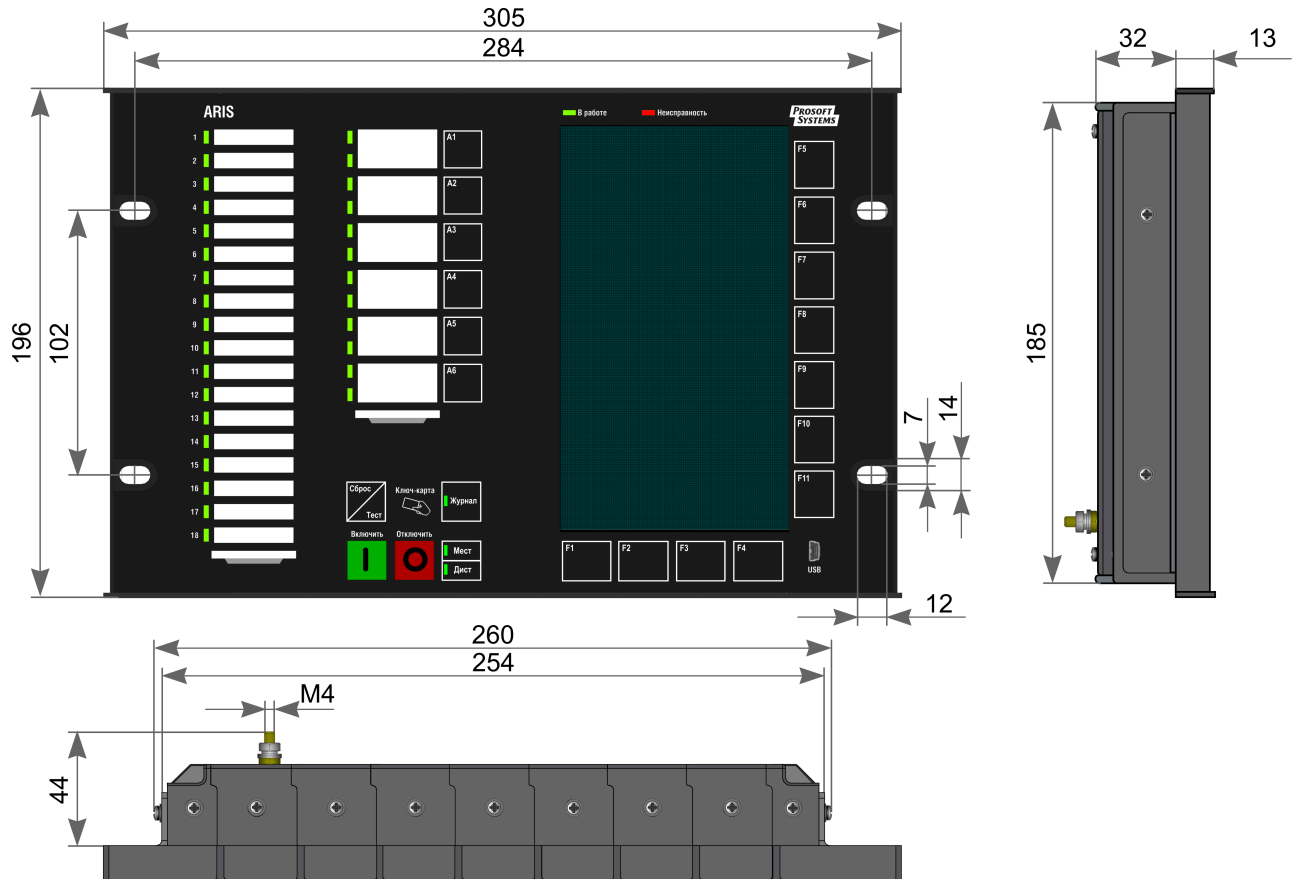 305
284
32
13
ARIS
В работе
Неисправность
PROSOFT
SYSTEMS
1
2
3
4
5
6
7
8
9
10
11
12
13
14
15
16
17
18
A1
A2
A3
A4
A5
A6
F5
F6
F7
F8
F9
F10
F11
196
102
185
7
14
Сброс
Тест
Ключ-карта
Журнал
Включить
Отключить
Мест
Дист
F1
F2
F3
F4
USB
12
260
254
M4
44